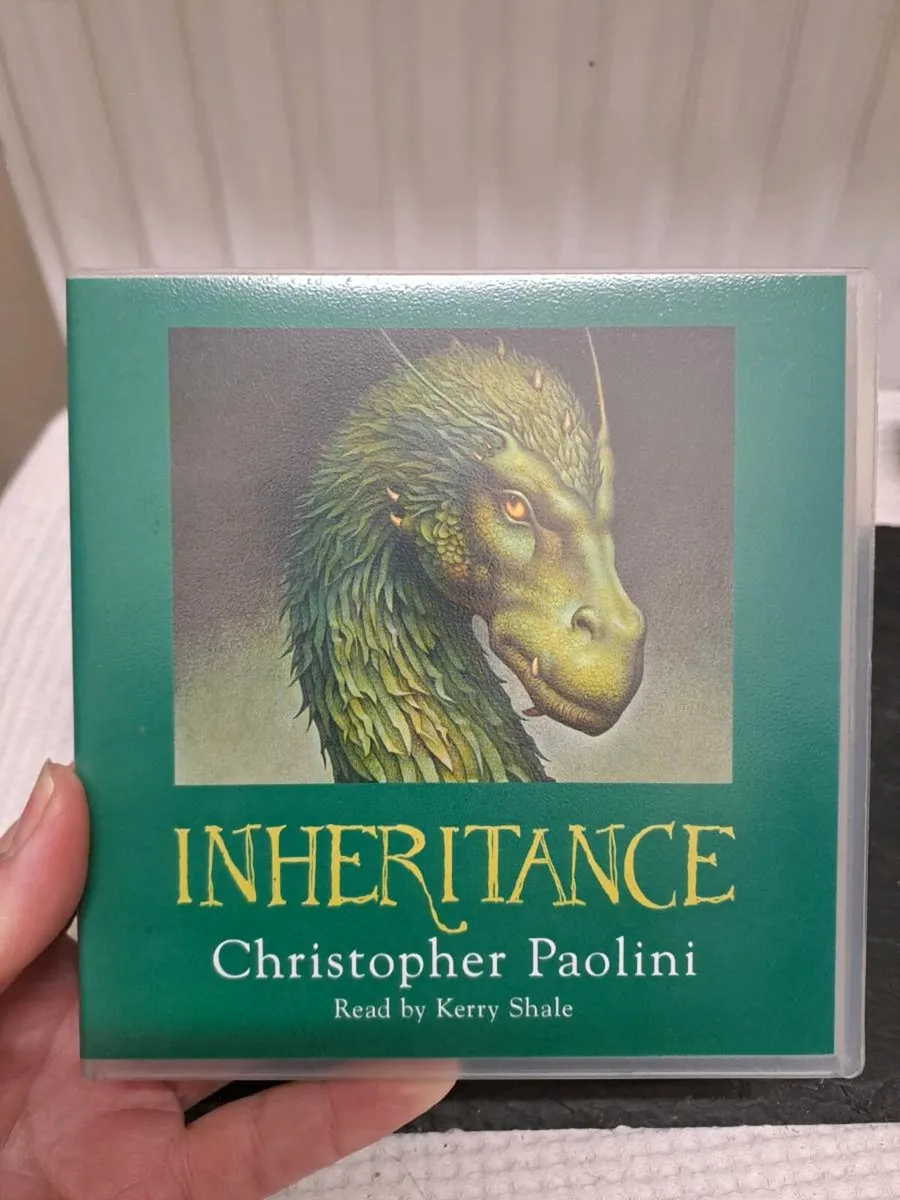 INHERITANCE
Christopher Paolini
Read by Kerry Shale